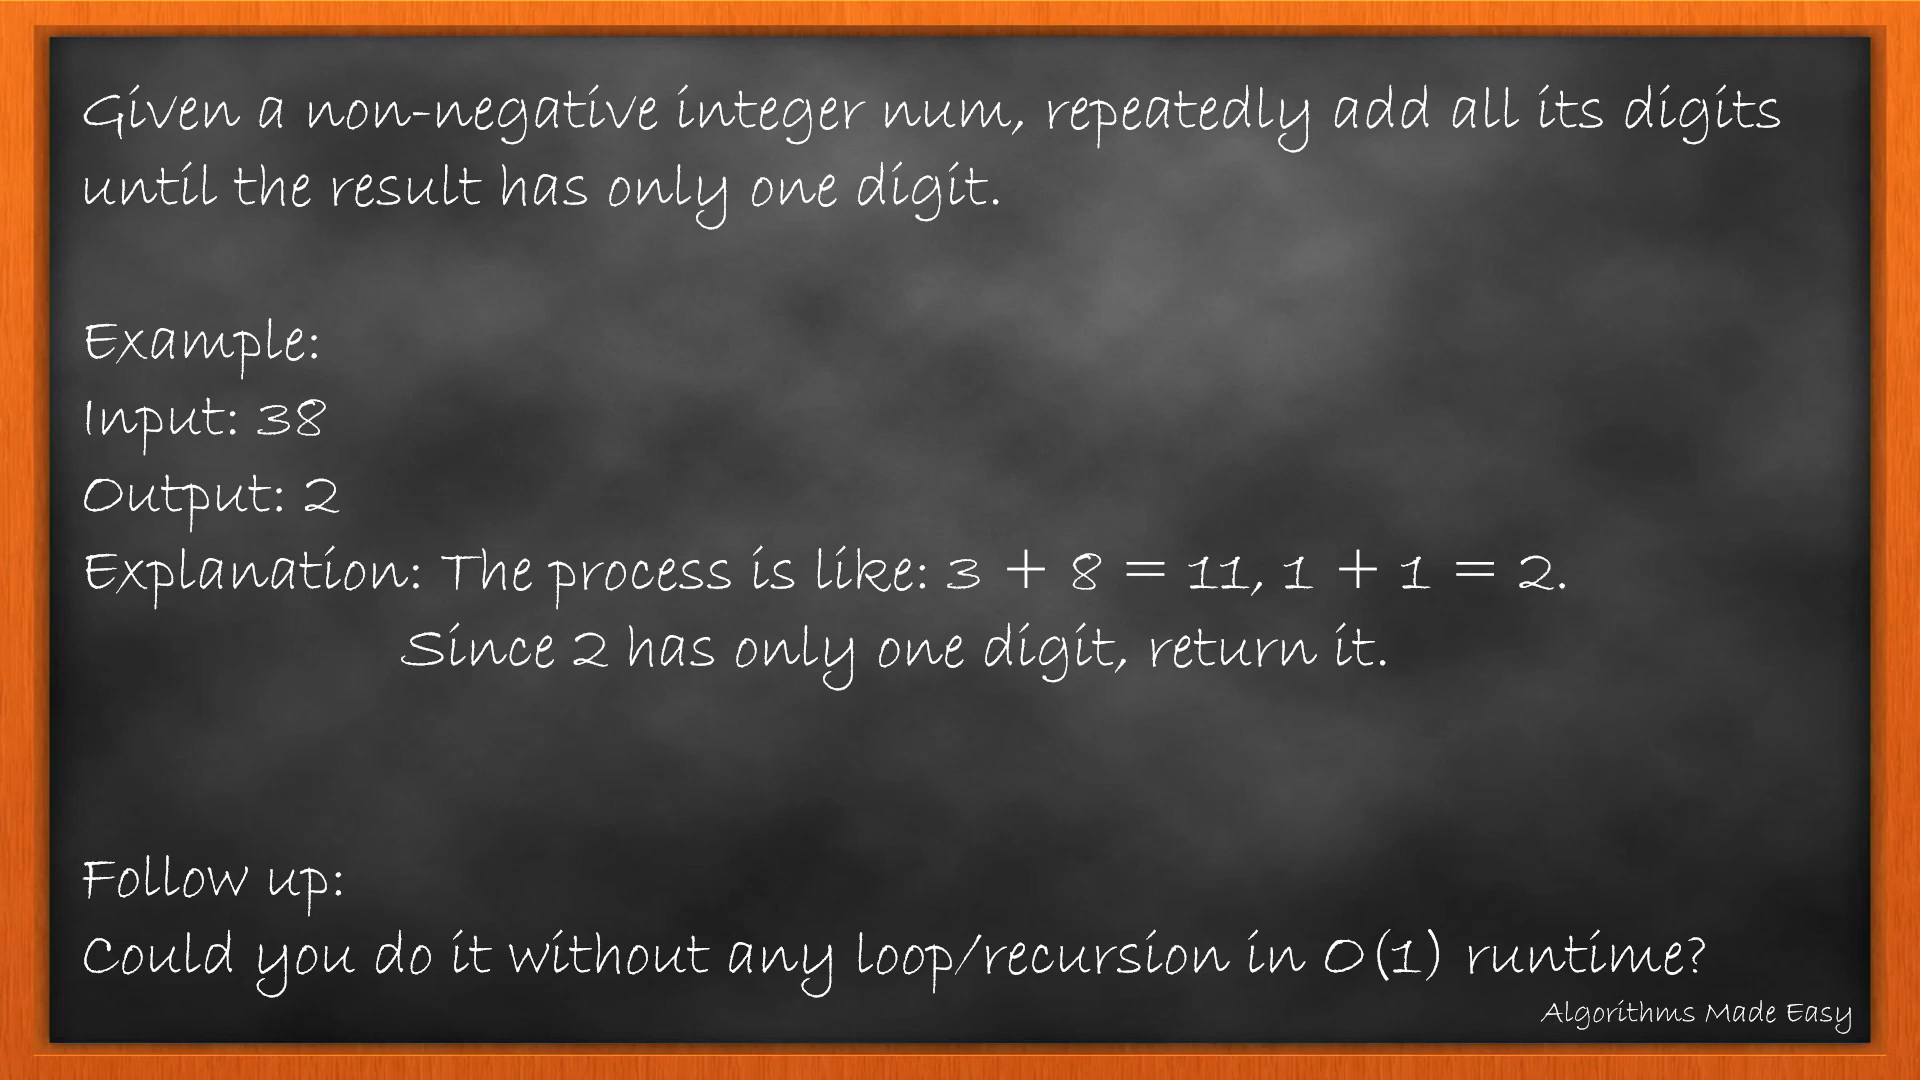 Given a non-negative integer num, repeatedly add all its digits
until the result has only one digit.
Example:
Input: 38
Output: 2
Explanation: The process is like: 3 + 8 = 11, 1 + 1 = 2.
Since 2 has only one digit, return it.
Follow up:
Could you do it without any loop/recursion in O(1) runtime?
Algorithms Made Easy